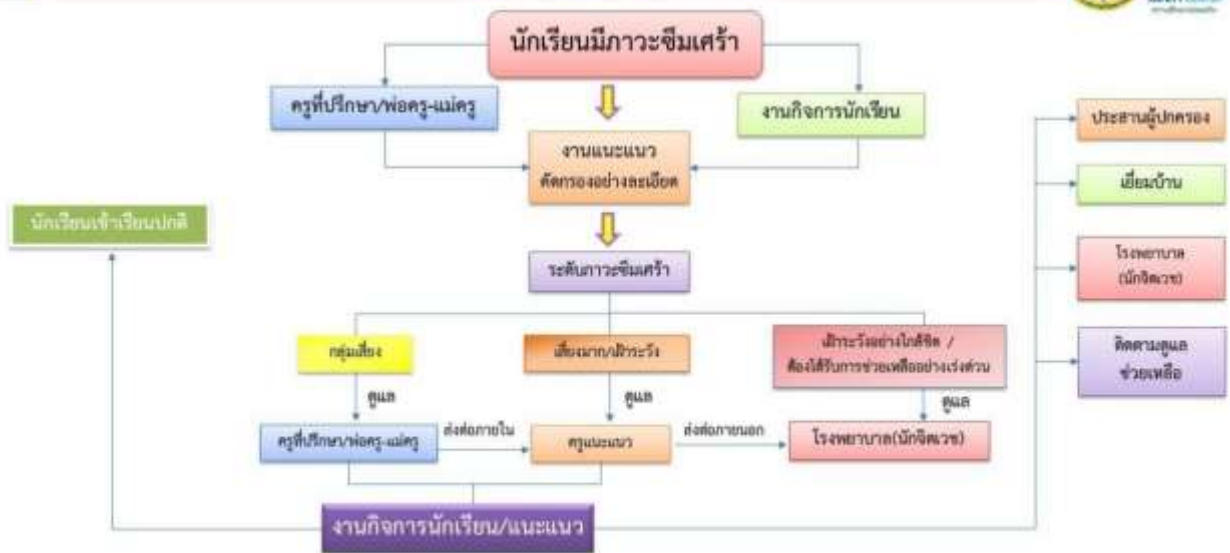 นักเรียนมีภาวะซึมเศร้า
ครูที่ปรึกษา/พ่อครู-แม่ครู
งานกิจการนักเรียน
ประสานผู้ปกครอง
งานแนะแนว
คัดกรองอย่างละเอียด
เยี่ยมบ้าน
นักเรียนเข้าเรียนปกติ
ระดับภาวะซึมเศร้า
โรงพยาบาล
(นักจิตเวช)
กลุ่มเสี่ยง
เสี่ยงมาก/เฝ้าระวัง
เฝ้าระวังอย่างใกล้ชิด /
ต้องได้รับการช่วยเหลืออย่างเร่งด่วน
ติดตามดูแล
ช่วยเหลือ
ดูแล
ดูแล
ดูแล
ครูที่ปรึกษา/พ่อครู-แม่ครู
ส่งต่อภายใน
ครูแนะแนว
ส่งต่อภายนอก
โรงพยาบาล(นักจิตเวช)
งานกิจการนักเรียน/แนะแนว